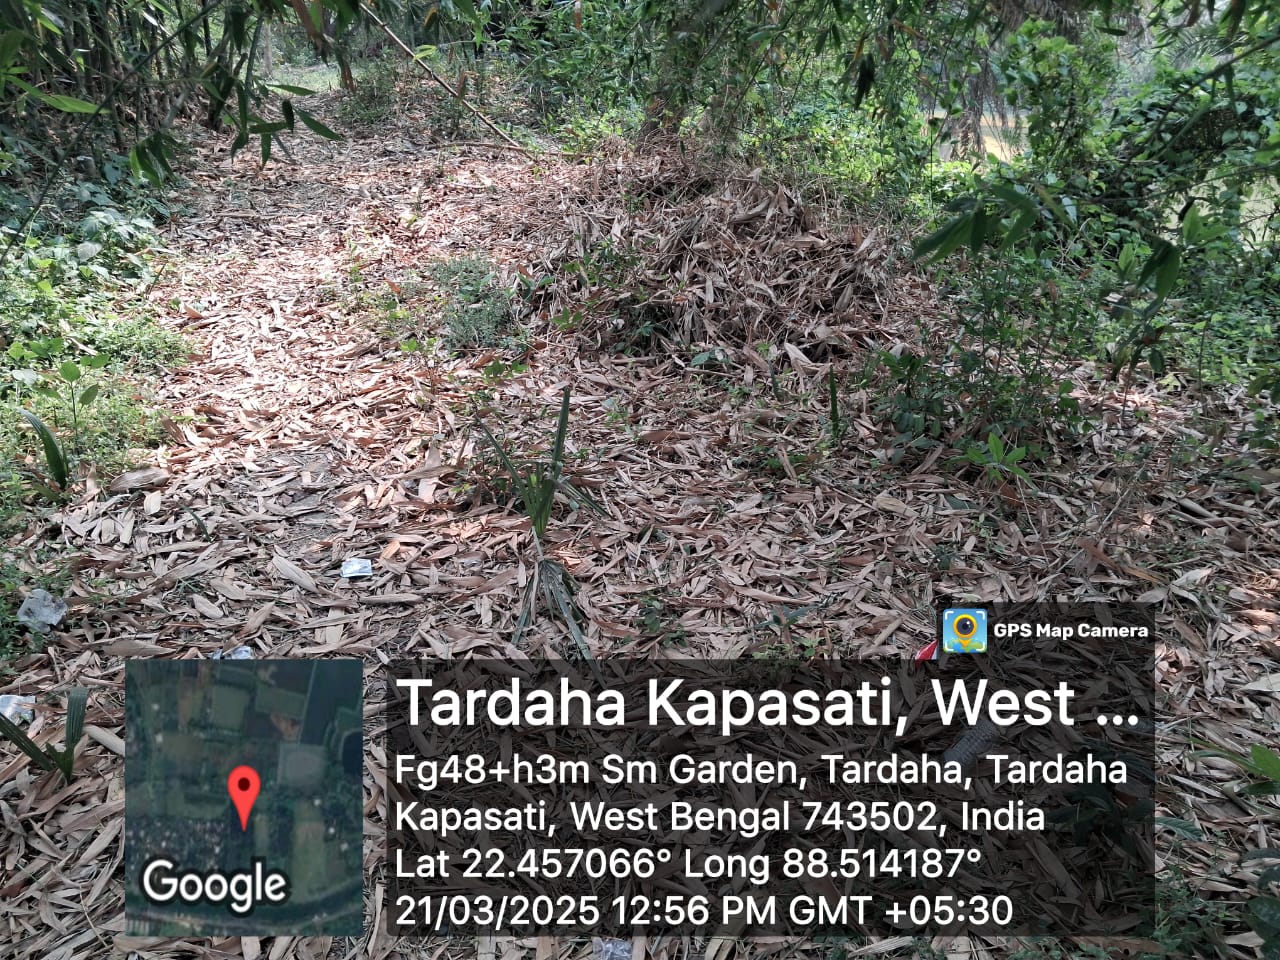 GPS Map Camera
Tardaha Kapasati, West ...
Fg48+h3m Sm Garden, Tardaha, Tardaha
Kapasati, West Bengal 743502, India
Lat 22.457066° Long 88.514187°
21/03/2025 12:56 PM GMT +05:30
Google